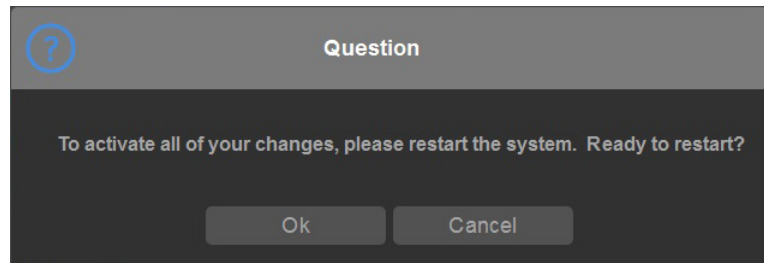 ?
Question
To activate all of your changes, please restart the system.  Ready to restart?
Ok
Cancel